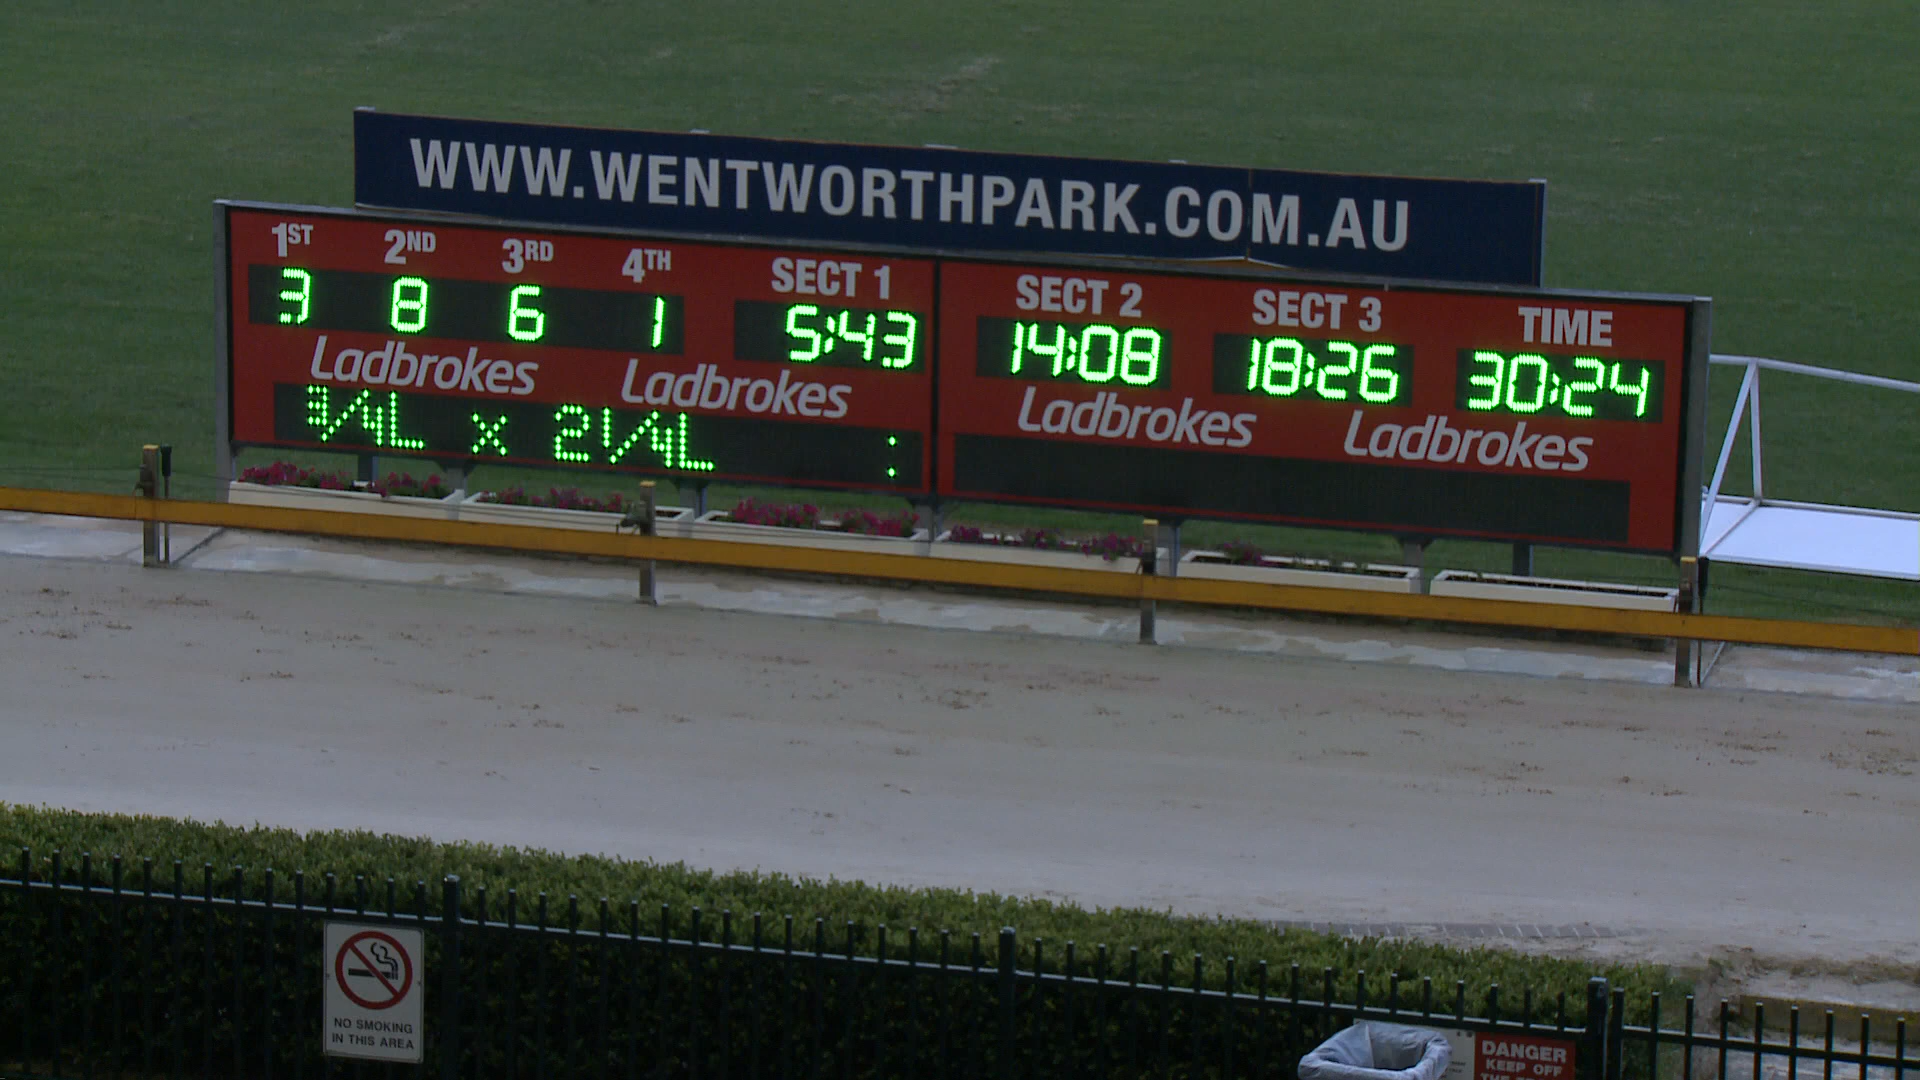 WWW.WENTWORTHPARK.COM.AU
1ST 2ND 3RD 4TH SECT 1 SECT 2 SECT 3 TIME
3 8 6 1 5:43 14:08 18:26 30:24
Ladbrokes Ladbrokes Ladbrokes Ladbrokes
3/4L x 2 1/4L :
NO SMOKING
IN THIS AREA
DANGER
KEEP OFF